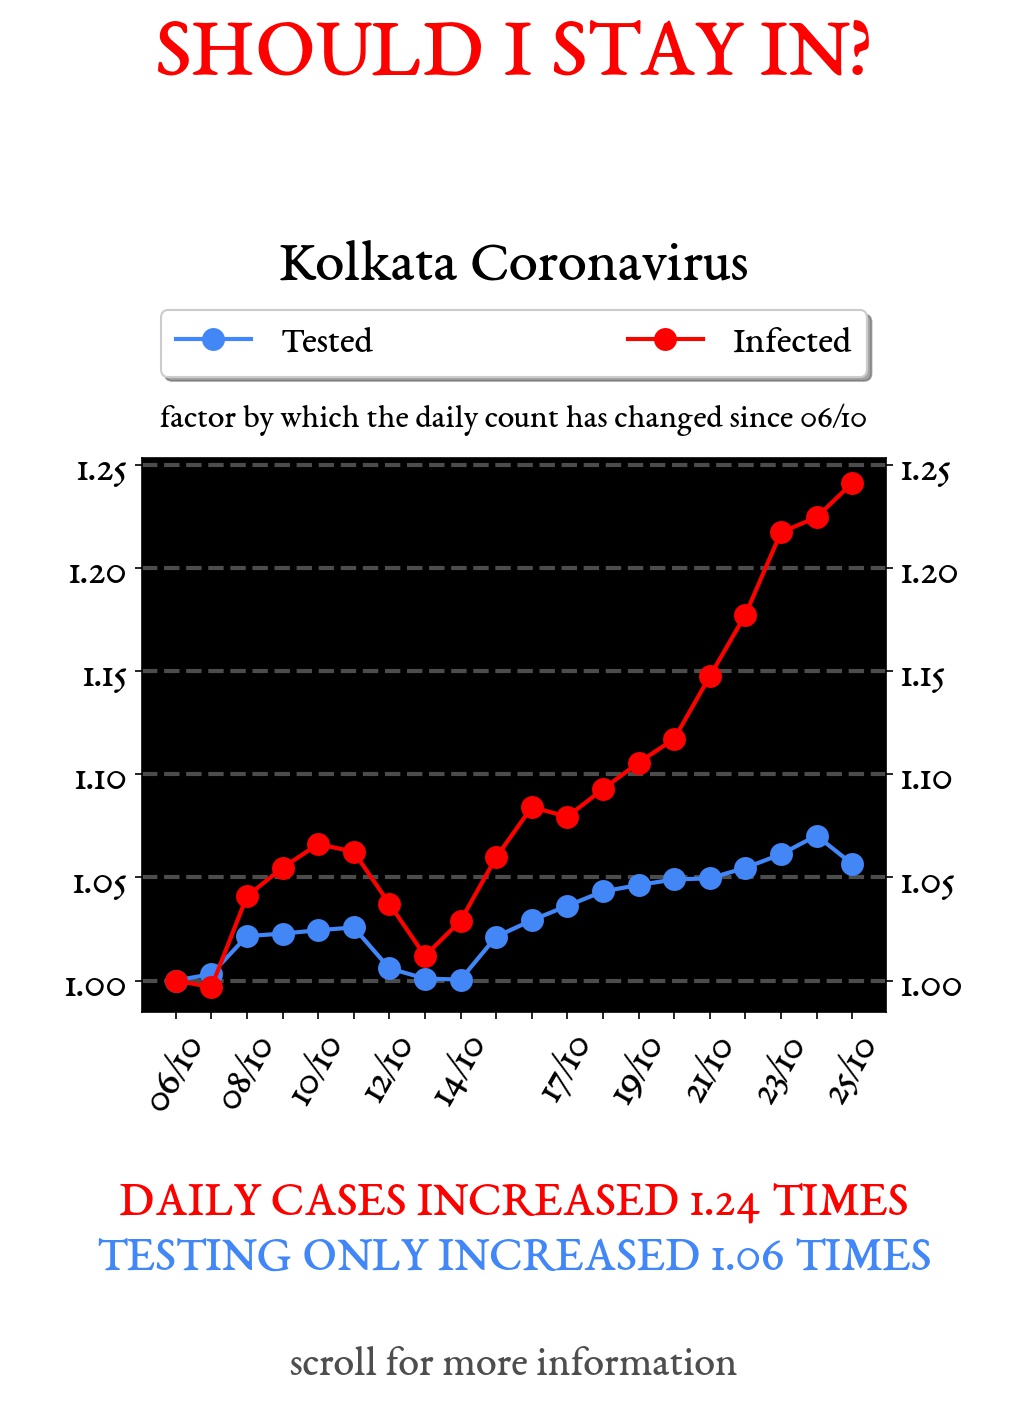 SHOULD I STAY IN?
Kolkata Coronavirus
Tested Infected
factor by which the daily count has changed since 06/10
1.25 1.25
1.20 1.20
1.15 1.15
1.10 1.10
1.05 1.05
1.00 1.00
06/10 08/10 10/10 12/10 14/10 17/10 19/10 21/10 23/10 25/10
DAILY CASES INCREASED 1.24 TIMES
TESTING ONLY INCREASED 1.06 TIMES
scroll for more information